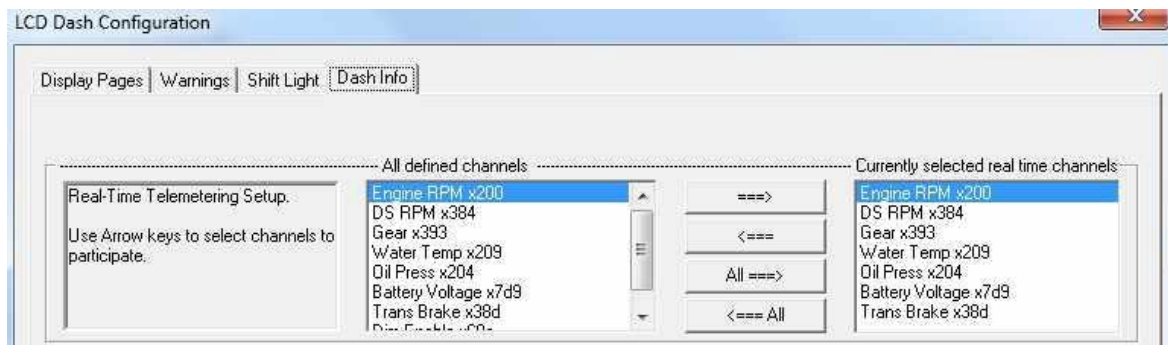 LCD Dash Configuration
X
Display Pages Warnings Shift Light Dash Info
All defined channels
Currently selected real time channels
Real-Time Telemetering Setup.
Use Arrow keys to select channels to
participate.
Engine RPM x200
DS RPM x384
Gear x393
Water Temp x209
Oil Press x204
Battery Voltage x7d9
Trans Brake x38d
===>
<===
All ===>
<=== All
Engine RPM x200
DS RPM x384
Gear x393
Water Temp x209
Oil Press x204
Battery Voltage x7d9
Trans Brake x38d